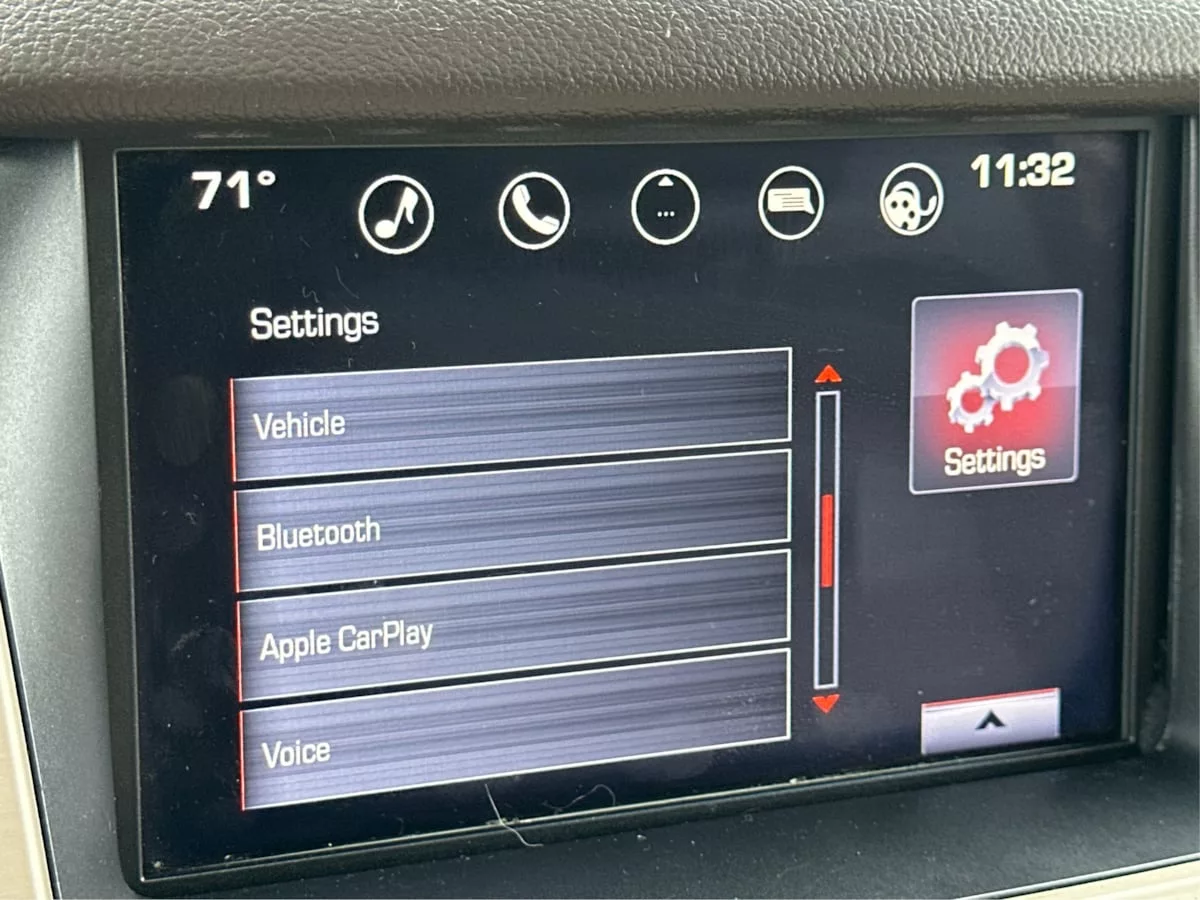 71°
11:32
Settings
Vehicle
Bluetooth
Apple CarPlay
Voice
Settings